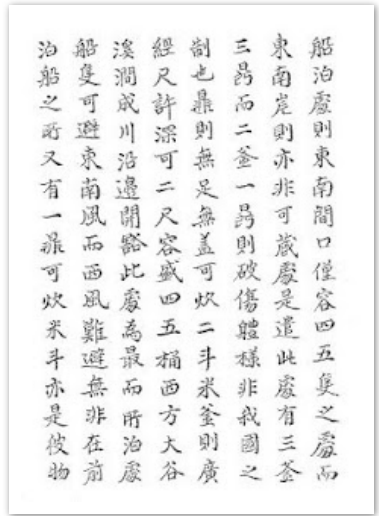 船泊處則東南間口僅容四五隻之處而
東南崖則亦非可藏處是遣此處有三釜
三鼎而二釜一鼎則破傷體樣非我國之
制也鼎則無足無盖可炊二斗米釜則廣
經尺許深可二尺容盛四五桶西方大谷
溪澗成川沿邊開豁此處為最而所泊處
船隻可避東南風而西風難避無非在前
泊船之所又有一鼎可炊米斗亦是彼物